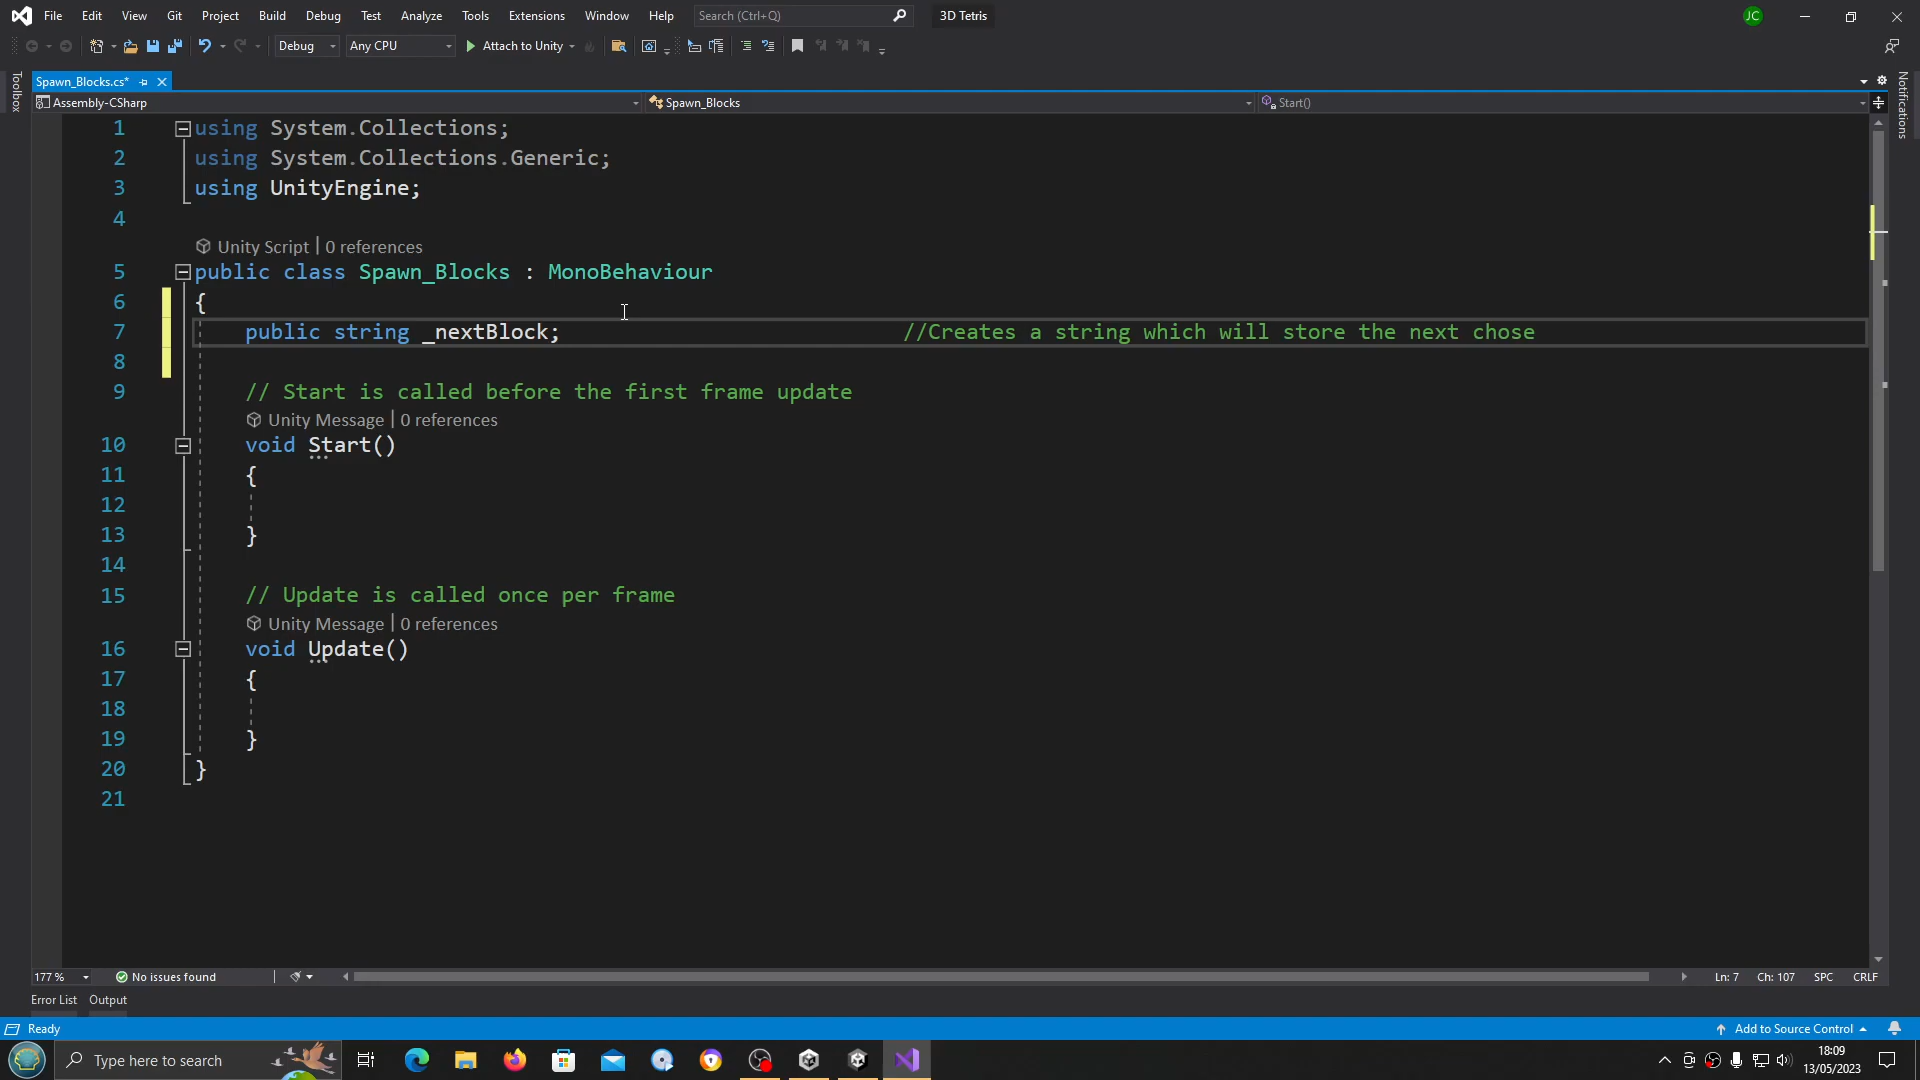 File Edit View Git Project Build Debug Test Analyze Tools Extensions Window Help Search (Ctrl+Q) 3D Tetris JC
Debug Any CPU Attach to Unity
Toolbox
Spawn_Blocks.cs*
Notifications
Assembly-CSharp Spawn_Blocks Start()
1 using System.Collections;
2 using System.Collections.Generic;
3 using UnityEngine;
4
Unity Script | 0 references
5 public class Spawn_Blocks : MonoBehaviour
6 {
7 public string _nextBlock; //Creates a string which will store the next chose
8
9 // Start is called before the first frame update
Unity Message | 0 references
10 void Start()
11 {
12
13 }
14
15 // Update is called once per frame
Unity Message | 0 references
16 void Update()
17 {
18
19 }
20 }
21
177 % No issues found Ln: 7 Ch: 107 SPC CRLF
Error List Output
Ready Add to Source Control
Type here to search
18:09
13/05/2023